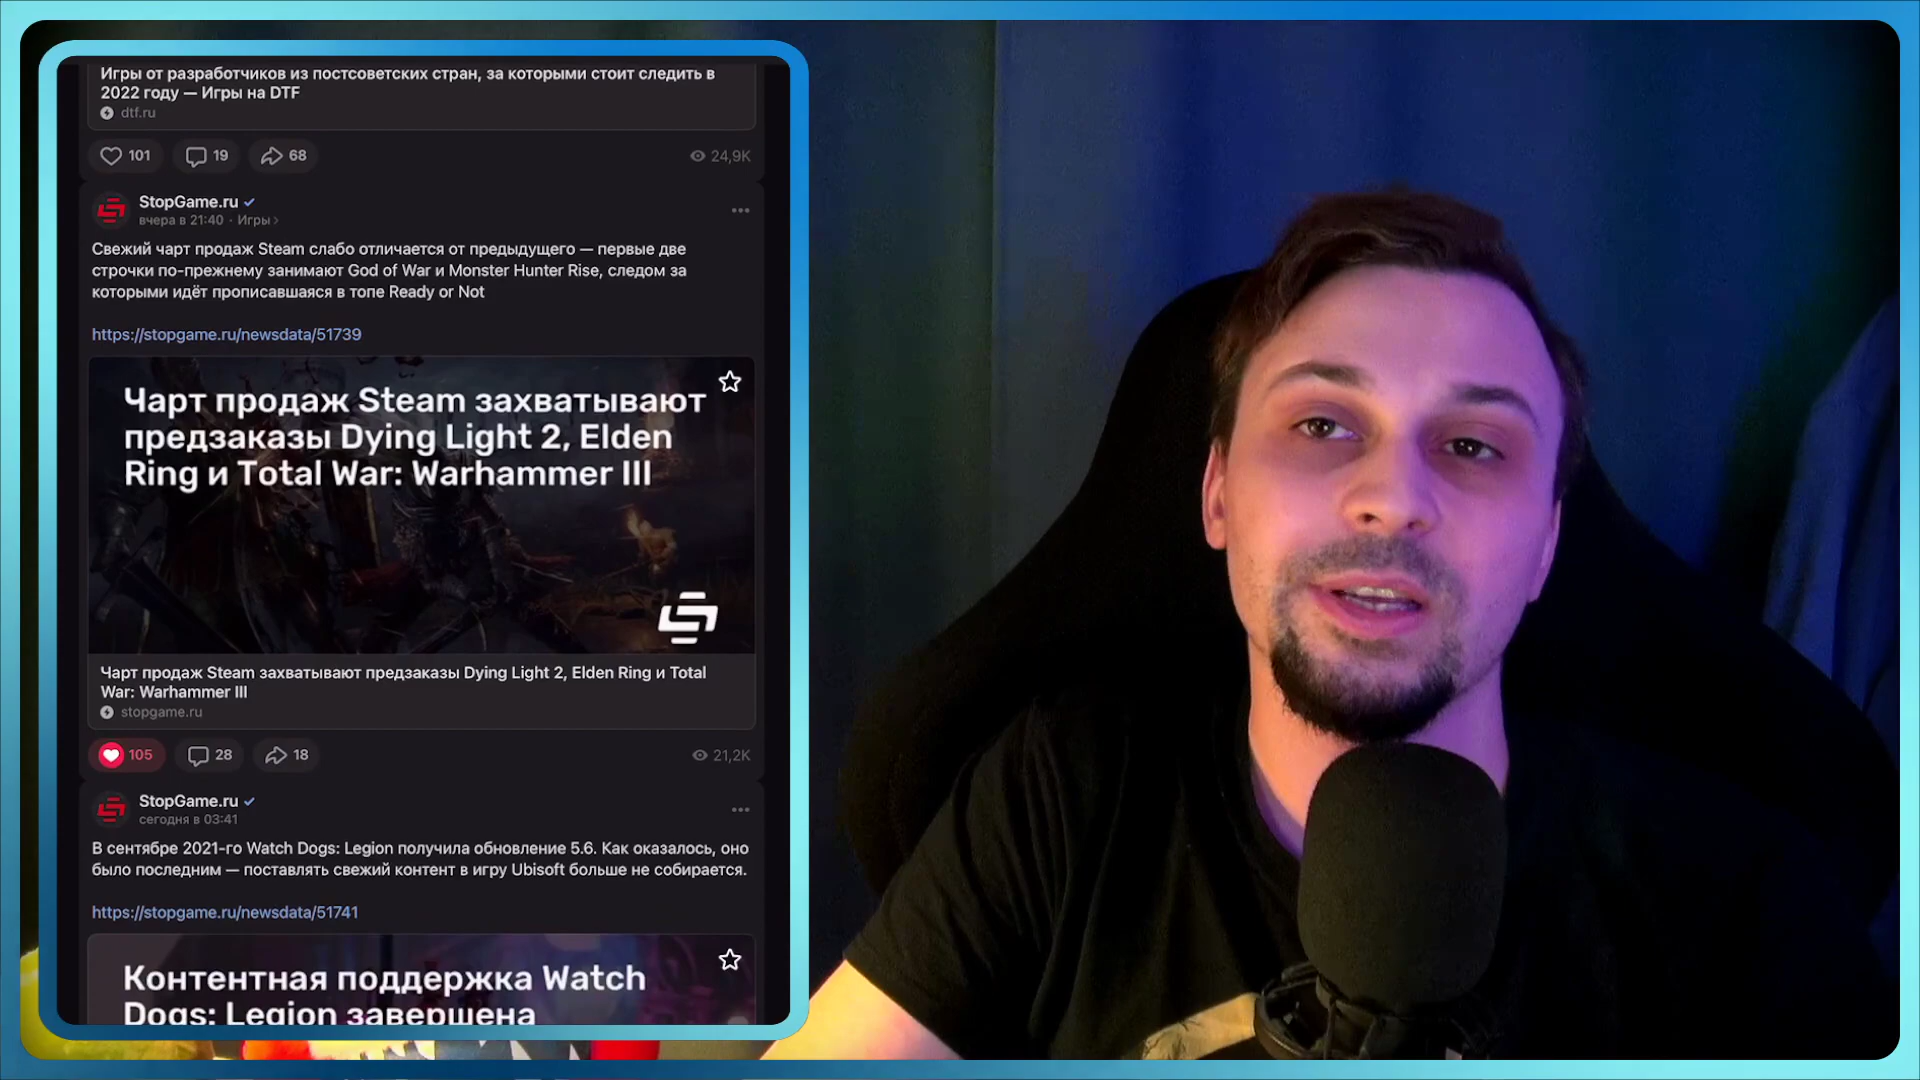 Игры от разработчиков из постсоветских стран, за которыми стоит следить в
2022 году — Игры на DTF
dtf.ru
101 19 68 24,9K
StopGame.ru
вчера в 21:40 · Игры
Свежий чарт продаж Steam слабо отличается от предыдущего — первые две
строчки по-прежнему занимают God of War и Monster Hunter Rise, следом за
которыми идёт прописавшаяся в топе Ready or Not
https://stopgame.ru/newsdata/51739
Чарт продаж Steam захватывают
предзаказы Dying Light 2, Elden
Ring и Total War: Warhammer III
Чарт продаж Steam захватывают предзаказы Dying Light 2, Elden Ring и Total
War: Warhammer III
stopgame.ru
105 28 18 21,2K
StopGame.ru
сегодня в 03:41
В сентябре 2021-го Watch Dogs: Legion получила обновление 5.6. Как оказалось, оно
было последним — поставлять свежий контент в игру Ubisoft больше не собирается.
https://stopgame.ru/newsdata/51741
Контентная поддержка Watch
Dogs: Legion завершена